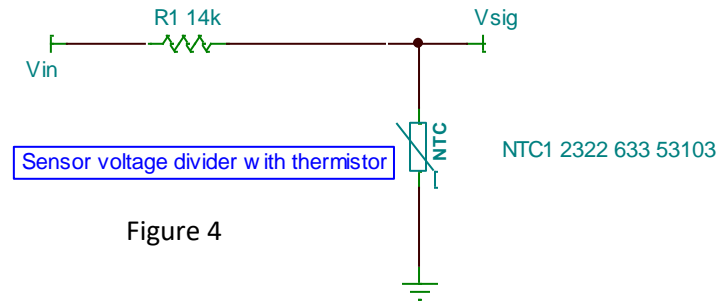 R1 14k
Vsig
Vin
NTC
NTC1 2322 633 53103
Sensor voltage divider with thermistor
Figure 4